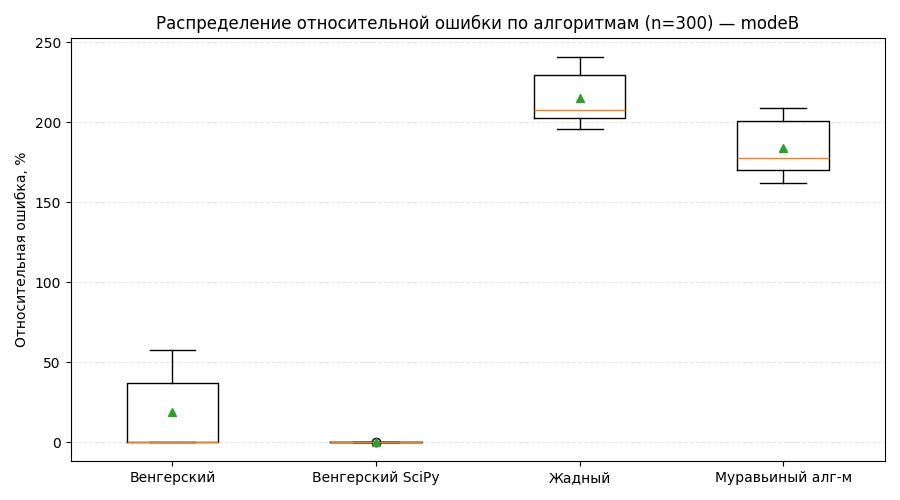 Распределение относительной ошибки по алгоритмам (n=300) — modeB
Относительная ошибка, %
250
200
150
100
50
0
Венгерский
Венгерский SciPy
Жадный
Муравьиный алг-м